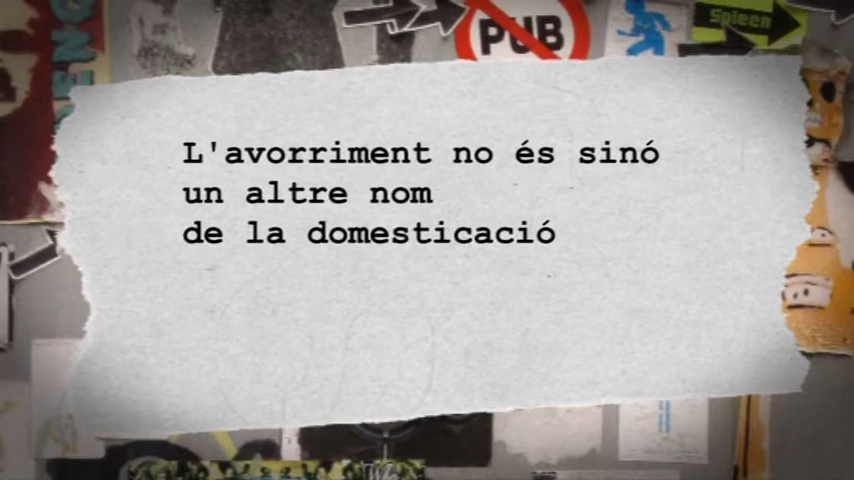 PUB
Spleen
L'avorriment no és sinó
un altre nom
de la domesticació